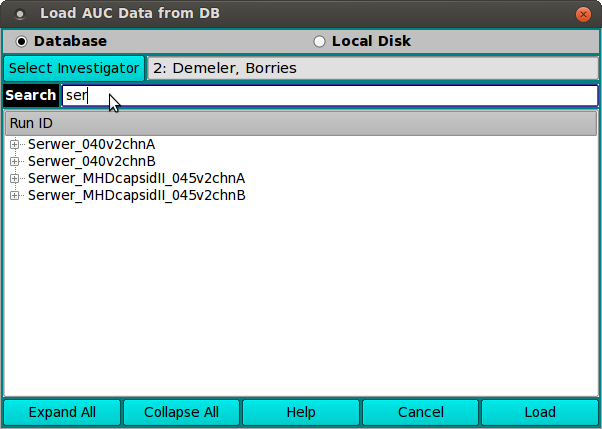 Load AUC Data from DB
Database Local Disk
Select Investigator 2: Demeler, Borries
Search ser
Run ID
Serwer_040v2chnA
Serwer_040v2chnB
Serwer_MHDcapsidII_045v2chnA
Serwer_MHDcapsidII_045v2chnB
Expand All Collapse All Help Cancel Load